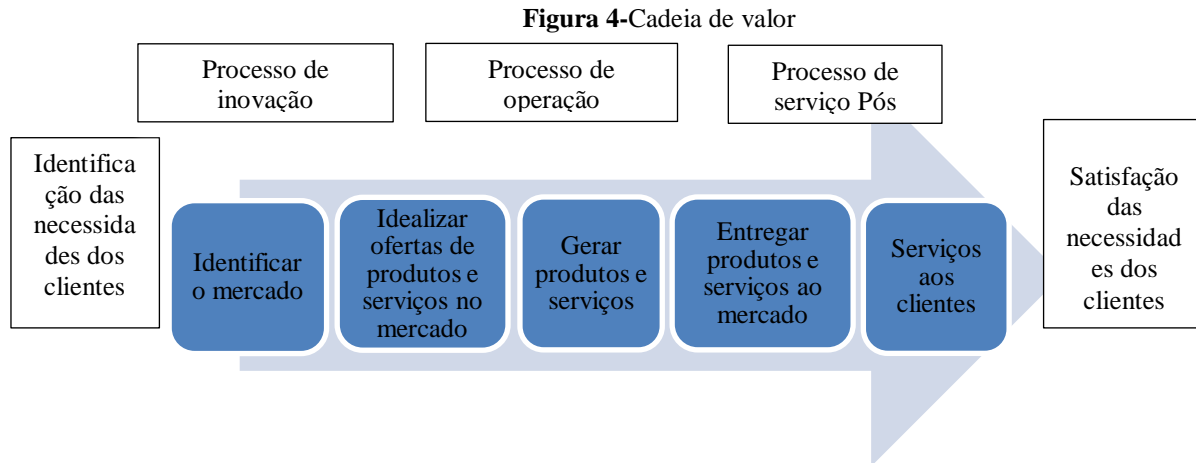 Figura 4-Cadeia de valor
Processo de
inovação
Processo de
operação
Processo de
serviço Pós
Identifica
ção das
necessida
des dos
clientes
Identificar
o mercado
Idealizar
ofertas de
produtos e
serviços no
mercado
Gerar
produtos e
serviços
Entregar
produtos e
serviços ao
mercado
Serviços
aos
clientes
Satisfação
das
necessidad
es dos
clientes